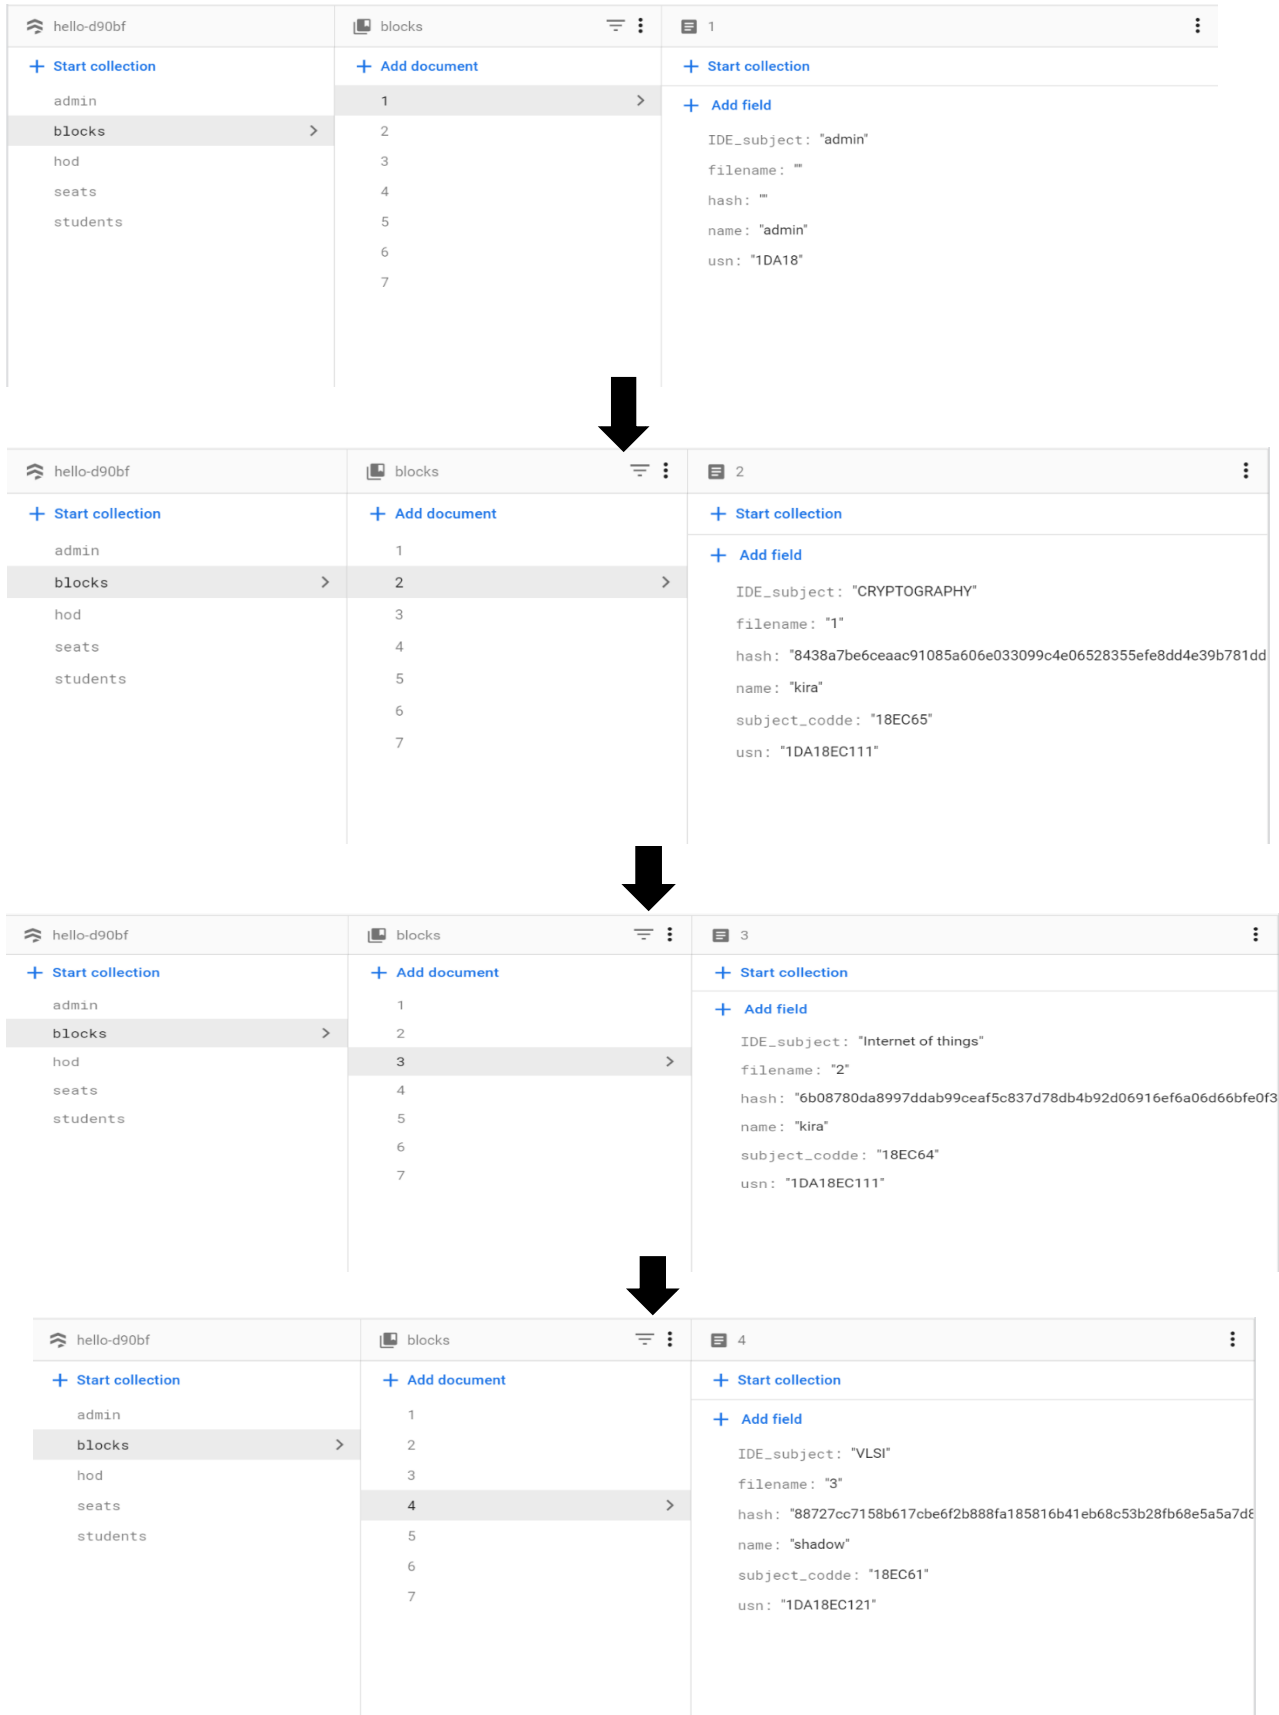 hello-d90bf
blocks
1
+ Start collection
+ Add document
+ Start collection
admin
blocks
hod
seats
students
1
2
3
4
5
6
7
+ Add field
IDE_subject: "admin"
filename: ""
hash: ""
name: "admin"
usn: "1DA18"
hello-d90bf
blocks
2
+ Start collection
+ Add document
+ Start collection
admin
blocks
hod
seats
students
1
2
3
4
5
6
7
+ Add field
IDE_subject: "CRYPTOGRAPHY"
filename: "1"
hash: "8438a7be6ceaac91085a606e033099c4e06528355efe8dd4e39b781dd
name: "kira"
subject_codde: "18EC65"
usn: "1DA18EC111"
hello-d90bf
blocks
3
+ Start collection
+ Add document
+ Start collection
admin
blocks
hod
seats
students
1
2
3
4
5
6
7
+ Add field
IDE_subject: "Internet of things"
filename: "2"
hash: "6b08780da8997ddab99ceaf5c837d78db4b92d06916ef6a06d66bfe0f3
name: "kira"
subject_codde: "18EC64"
usn: "1DA18EC111"
hello-d90bf
blocks
4
+ Start collection
+ Add document
+ Start collection
admin
blocks
hod
seats
students
1
2
3
4
5
6
7
+ Add field
IDE_subject: "VLSI"
filename: "3"
hash: "88727cc7158b617cbe6f2b888fa185816b41eb68c53b28fb68e5a5a7d8
name: "shadow"
subject_codde: "18EC61"
usn: "1DA18EC121"